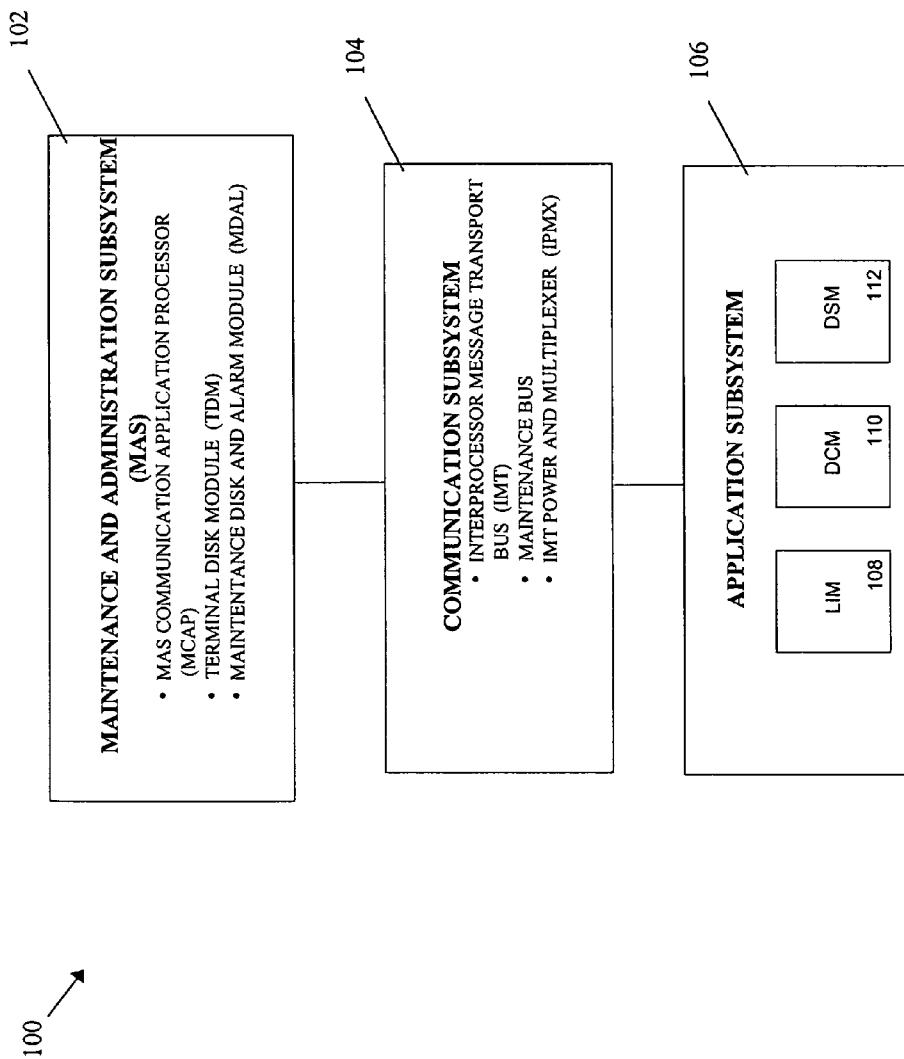 100
102
MAINTENANCE AND ADMINISTRATION SUBSYSTEM
(MAS)
• MAS COMMUNICATION APPLICATION PROCESSOR
(MCAP)
• TERMINAL DISK MODULE (TDM)
• MAINTENTANCE DISK AND ALARM MODULE (MDAL)
104
COMMUNICATION SUBSYSTEM
• INTERPROCESSOR MESSAGE TRANSPORT
BUS (IMT)
• MAINTENANCE BUS
• IMT POWER AND MULTIPLEXER (IPMX)
106
APPLICATION SUBSYSTEM
LIM
108
DCM
110
DSM
112